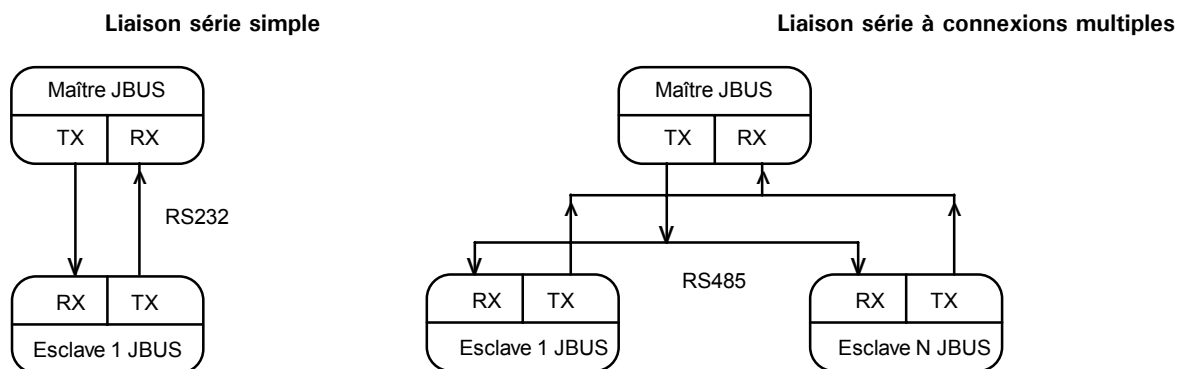 Liaison série simple
Maître JBUS
TX RX
RS232
RX TX
Esclave 1 JBUS
Liaison série à connexions multiples
Maître JBUS
TX RX
RS485
RX TX
Esclave 1 JBUS
RX TX
Esclave N JBUS